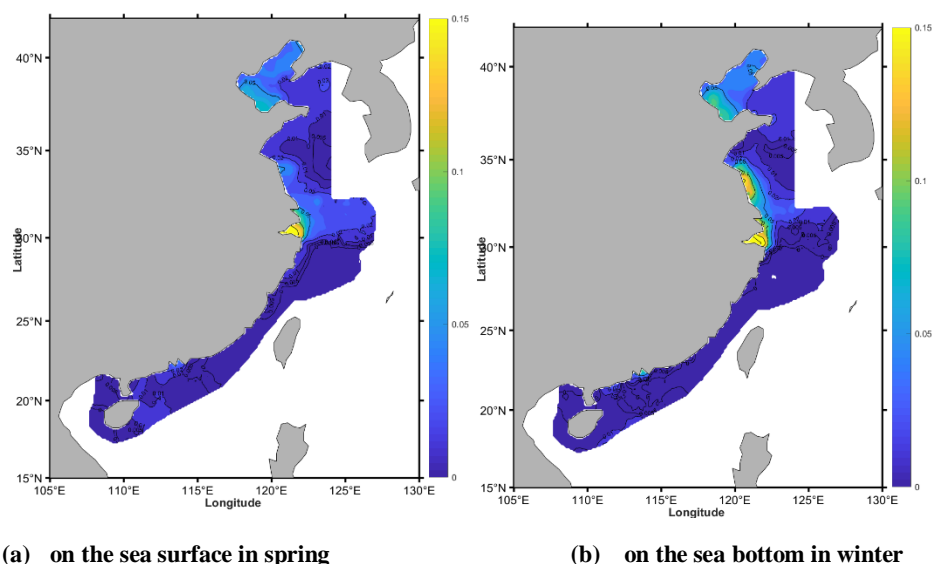 0.15
40°N
35°N
0.1
Latitude
30°N
25°N
0.05
20°N
15°N
0
105°E 110°E 115°E 120°E 125°E 130°E
Longitude
0.15
40°N
35°N
0.1
Latitude
30°N
25°N
0.05
20°N
15°N
0
105°E 110°E 115°E 120°E 125°E 130°E
Longitude
(a) on the sea surface in spring
(b) on the sea bottom in winter